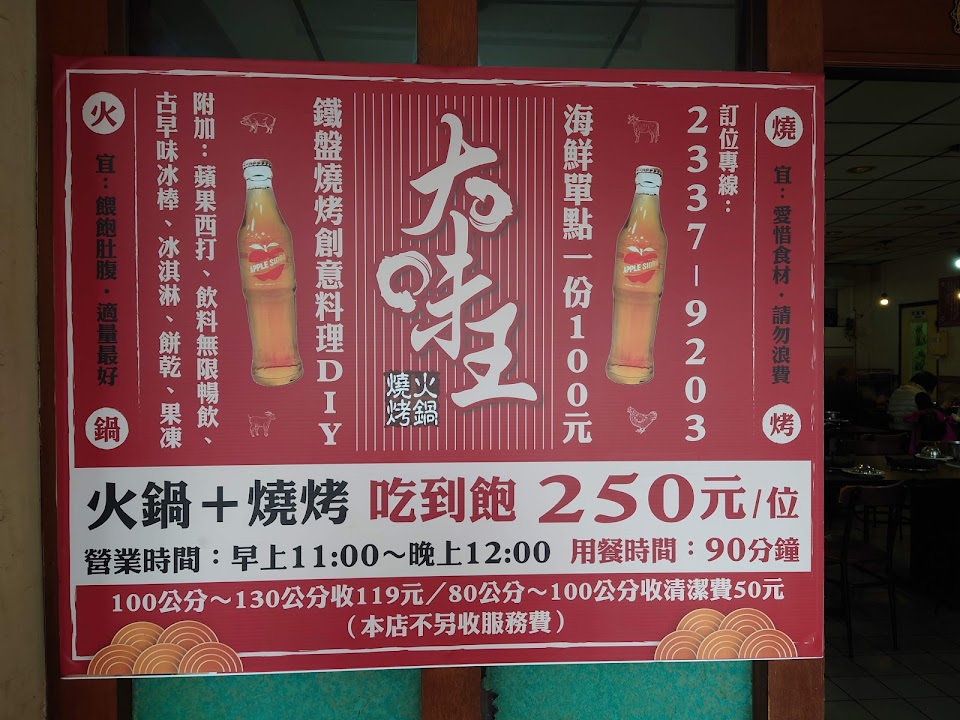 燒烤
宜：愛惜食材．請勿浪費
訂位專線：
2337-9203
海鮮單點一份100元
APPLE SIDRA
大味王
火鍋
燒烤
鐵盤燒烤創意料理DIY
APPLE SIDRA
附加：蘋果西打、飲料無限暢飲、
古早味冰棒、冰淇淋、餅乾、果凍
火鍋
宜：餵飽肚腹．適量最好
火鍋＋燒烤 吃到飽 250元/位
營業時間：早上11:00～晚上12:00 用餐時間：90分鐘
100公分～130公分收119元／80公分～100公分收清潔費50元
（本店不另收服務費）